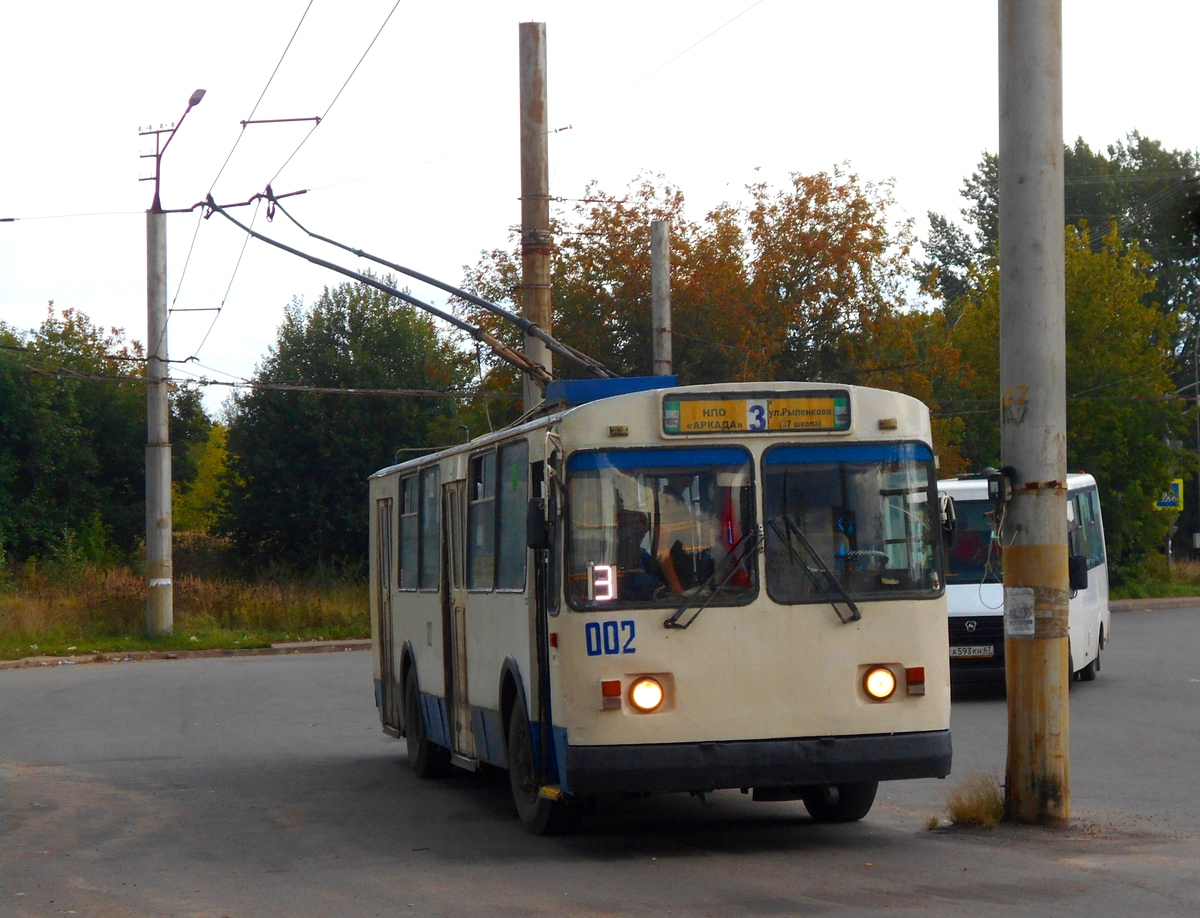 НПО
«АРКАДА»
3
ул.Рыленкова
(37 школа)
3
002
А593КН67